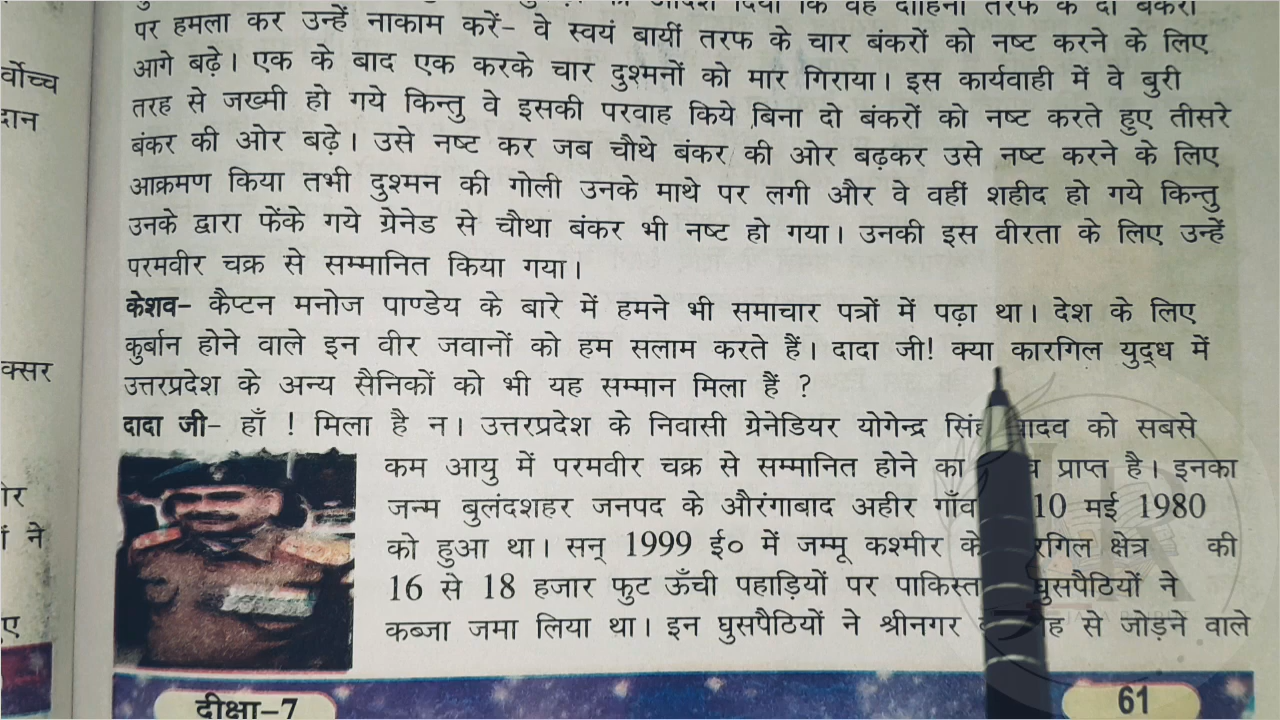 र्वोच्च
दान
क्सर
ोर
ों ने
ए
आदेश दिया कि वह दाहिनी तरफ के दो बंकरों
पर हमला कर उन्हें नाकाम करें- वे स्वयं बायीं तरफ के चार बंकरों को नष्ट करने के लिए
आगे बढ़े। एक के बाद एक करके चार दुश्मनों को मार गिराया। इस कार्यवाही में वे बुरी
तरह से जख्मी हो गये किन्तु वे इसकी परवाह किये बिना दो बंकरों को नष्ट करते हुए तीसरे
बंकर की ओर बढ़े। उसे नष्ट कर जब चौथे बंकर की ओर बढ़कर उसे नष्ट करने के लिए
आक्रमण किया तभी दुश्मन की गोली उनके माथे पर लगी और वे वहीं शहीद हो गये किन्तु
उनके द्वारा फेंके गये ग्रेनेड से चौथा बंकर भी नष्ट हो गया। उनकी इस वीरता के लिए उन्हें
परमवीर चक्र से सम्मानित किया गया।
केशव- कैप्टन मनोज पाण्डेय के बारे में हमने भी समाचार पत्रों में पढ़ा था। देश के लिए
कुर्बान होने वाले इन वीर जवानों को हम सलाम करते हैं। दादा जी! क्या कारगिल युद्ध में
उत्तरप्रदेश के अन्य सैनिकों को भी यह सम्मान मिला हैं ?
दादा जी- हाँ ! मिला है न। उत्तरप्रदेश के निवासी ग्रेनेडियर योगेन्द्र सिंह यादव को सबसे
कम आयु में परमवीर चक्र से सम्मानित होने का प्राप्त है। इनका
जन्म बुलंदशहर जनपद के औरंगाबाद अहीर गाँव 10 मई 1980
को हुआ था। सन् 1999 ई० में जम्मू कश्मीर के कारगिल क्षेत्र की
16 से 18 हजार फुट ऊँची पहाड़ियों पर पाकिस्तानी घुसपैठियों ने
कब्जा जमा लिया था। इन घुसपैठियों ने श्रीनगर से जोड़ने वाले
दीक्षा-7
61